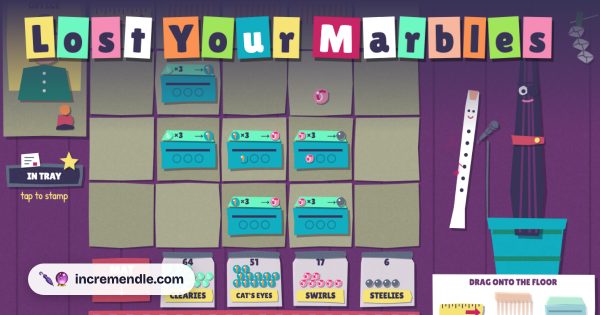 OFFICE
Lost Your Marbles
×3 →
×3 →
×3 →
×3 →
×3 →
×3 →
IN TRAY
tap to stamp
64
51
17
6
CLEARIES
CAT'S EYES
SWIRLS
STEELIES
incremendle.com
DRAG ONTO THE FLOOR